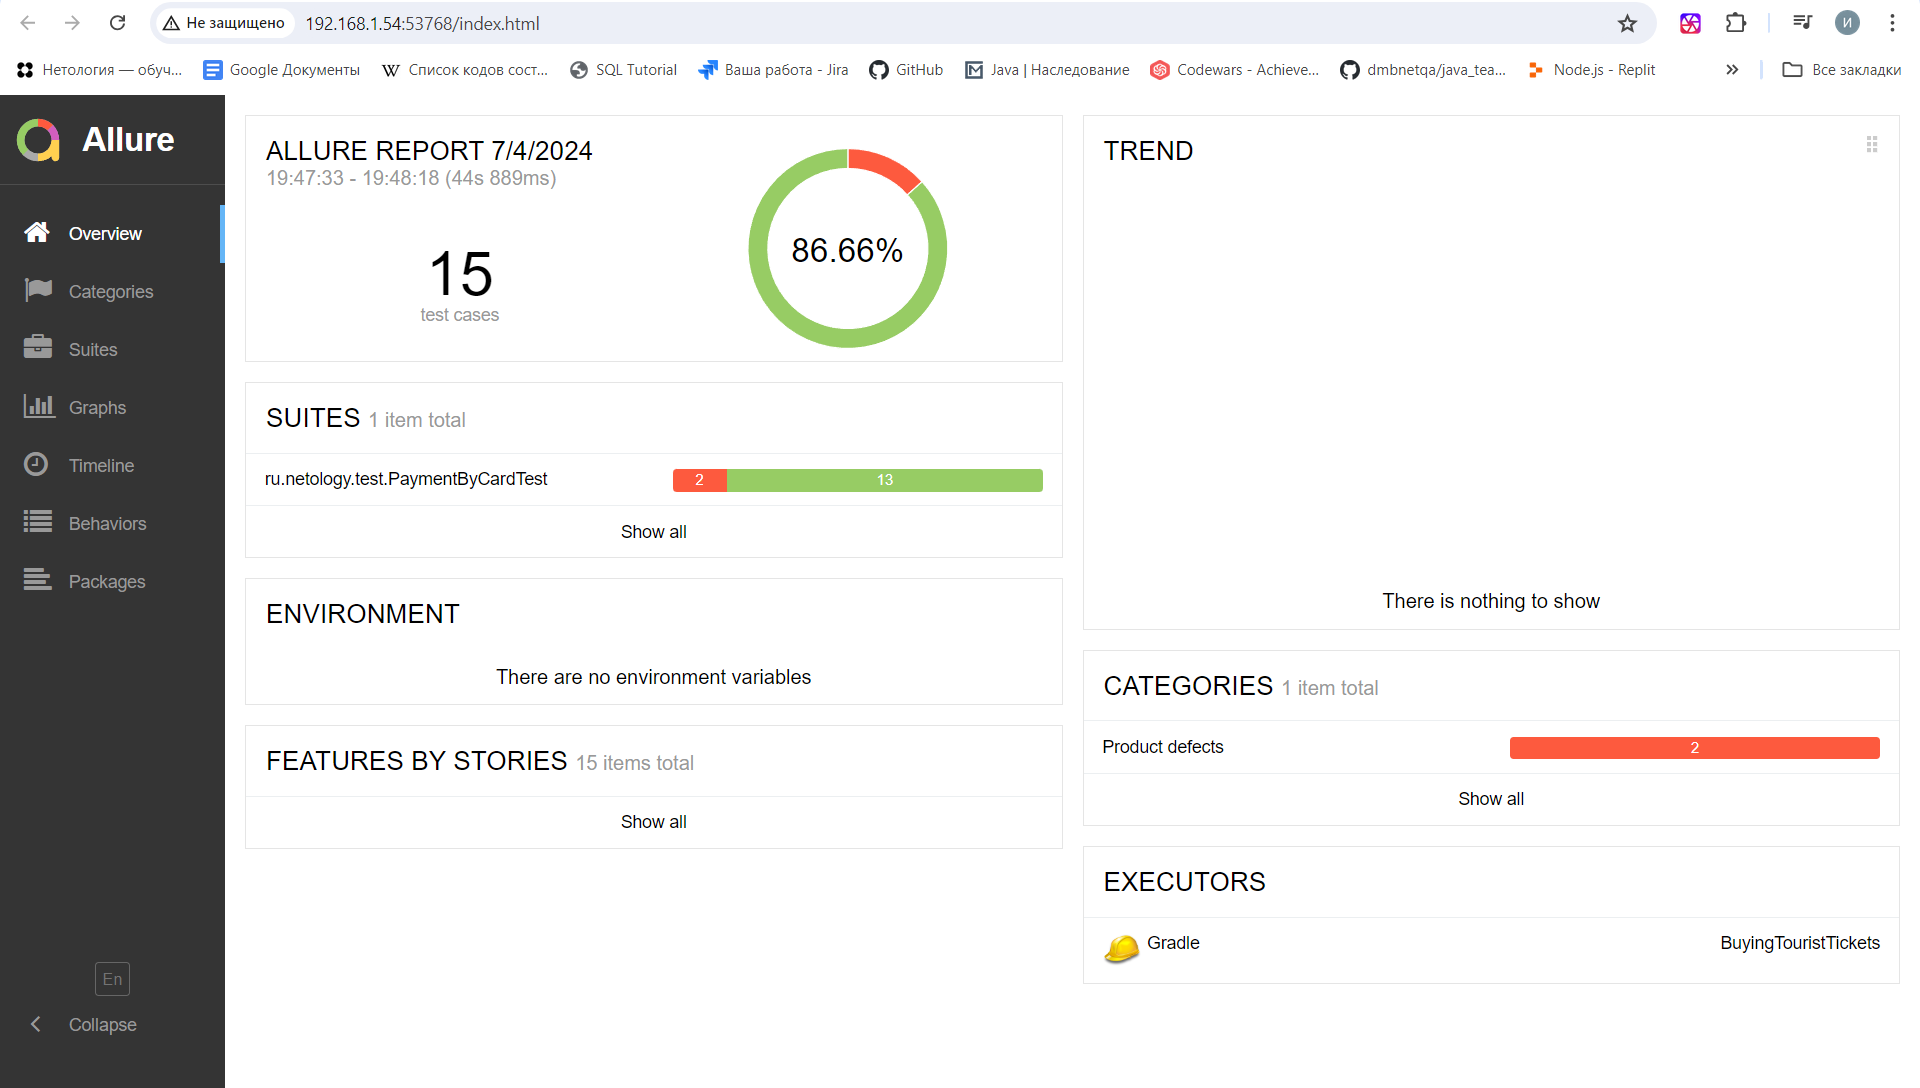 Не защищено
192.168.1.54:53768/index.html
И
Нетология — обуч...
Google Документы
Список кодов сост...
SQL Tutorial
Ваша работа - Jira
GitHub
Java | Наследование
Codewars - Achieve...
dmbnetqa/java_tea...
Node.js - Replit
Все закладки
Allure
Overview
Categories
Suites
Graphs
Timeline
Behaviors
Packages
En
Collapse
ALLURE REPORT 7/4/2024
19:47:33 - 19:48:18 (44s 889ms)
15
test cases
86.66%
SUITES 1 item total
ru.netology.test.PaymentByCardTest
2
13
Show all
ENVIRONMENT
There are no environment variables
FEATURES BY STORIES 15 items total
Show all
TREND
There is nothing to show
CATEGORIES 1 item total
Product defects
2
Show all
EXECUTORS
Gradle
BuyingTouristTickets